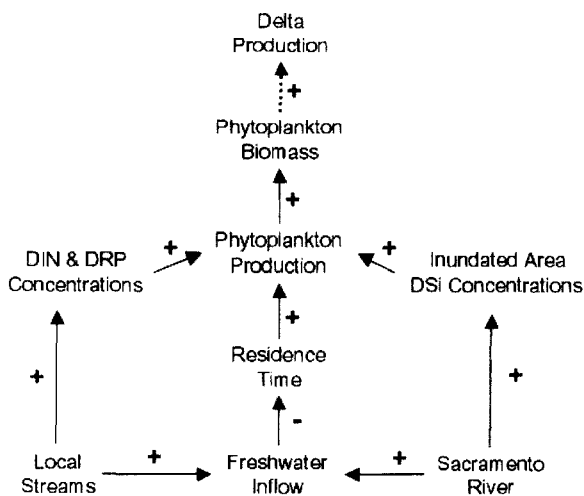 Delta
Production
+
Phytoplankton
Biomass
+
DIN & DRP
Concentrations
+
Phytoplankton
Production
+
Inundated Area
DSi Concentrations
+
+
Residence
Time
+
-
Local
Streams
+
Freshwater
Inflow
+
Sacramento
River